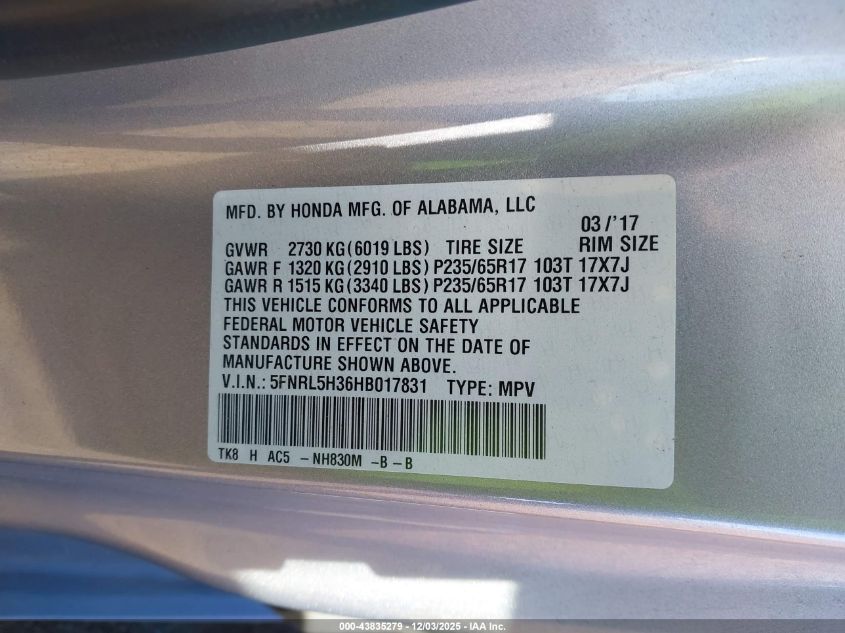 MFD. BY HONDA MFG. OF ALABAMA, LLC
03/'17
GVWR 2730 KG(6019 LBS) TIRE SIZE RIM SIZE
GAWR F 1320 KG(2910 LBS)P235/65R17 103T 17X7J
GAWR R 1515 KG(3340 LBS)P235/65R17 103T 17X7J
THIS VEHICLE CONFORMS TO ALL APPLICABLE
FEDERAL MOTOR VEHICLE SAFETY
STANDARDS IN EFFECT ON THE DATE OF
MANUFACTURE SHOWN ABOVE.
V.I.N.: 5FNRL5H36HB017831 TYPE: MPV
TK8 H AC5 -NH830M -B-B
000-43835279 - 12/03/2025 - IAA Inc.